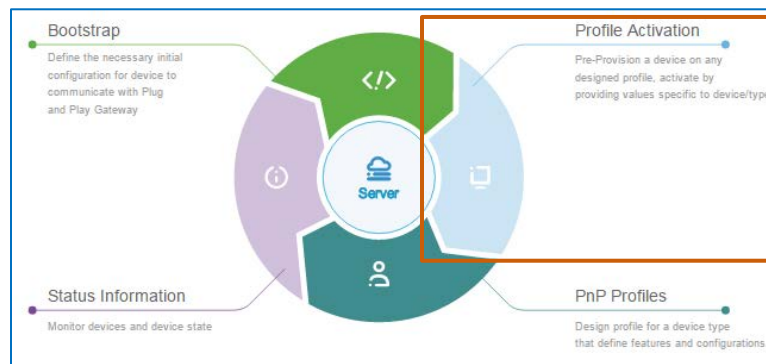 Bootstrap
Define the necessary initial
configuration for device to
communicate with Plug
and Play Gateway
Profile Activation
Pre-Provision a device on any
designed profile, activate by
providing values specific to device/type
</>
Server
Status Information
Monitor devices and device state
PnP Profiles
Design profile for a device type
that define features and configurations